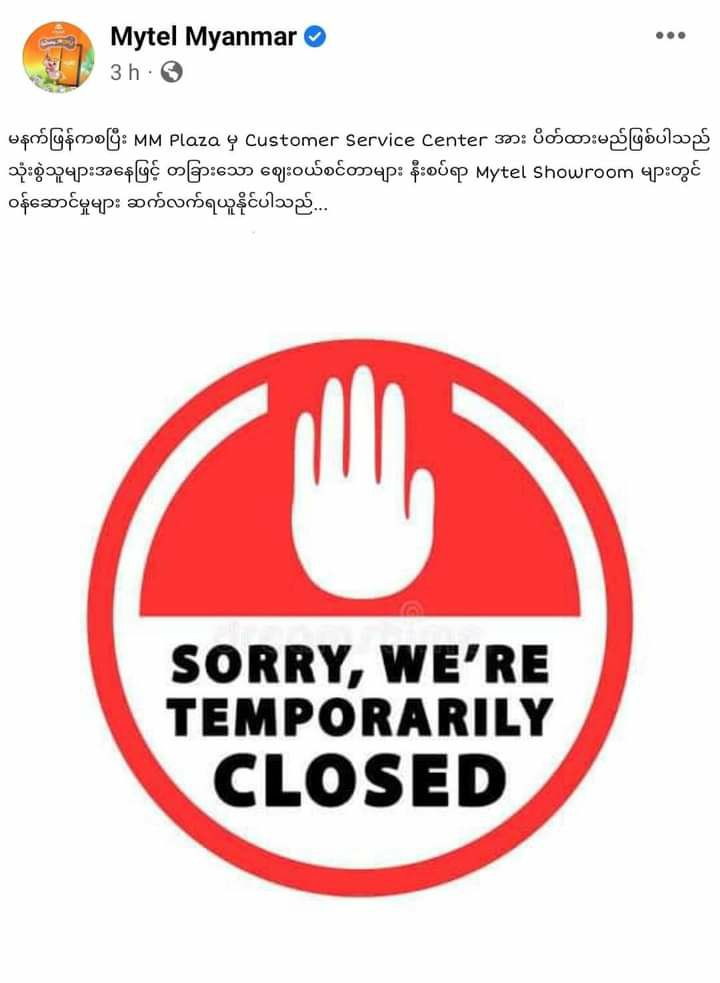 Mytel Myanmar
3 h ·
မနက်ဖြန်ကစပြီး MM Plaza မှ Customer Service Center အား ပိတ်ထားမည်ဖြစ်ပါသည်
သုံးစွဲသူများအနေဖြင့် တခြားသော ဈေးဝယ်စင်တာများ နီးစပ်ရာ Mytel Showroom များတွင်
ဝန်ဆောင်မှုများ ဆက်လက်ရယူနိုင်ပါသည်...
dreamstime
SORRY, WE'RE
TEMPORARILY
CLOSED